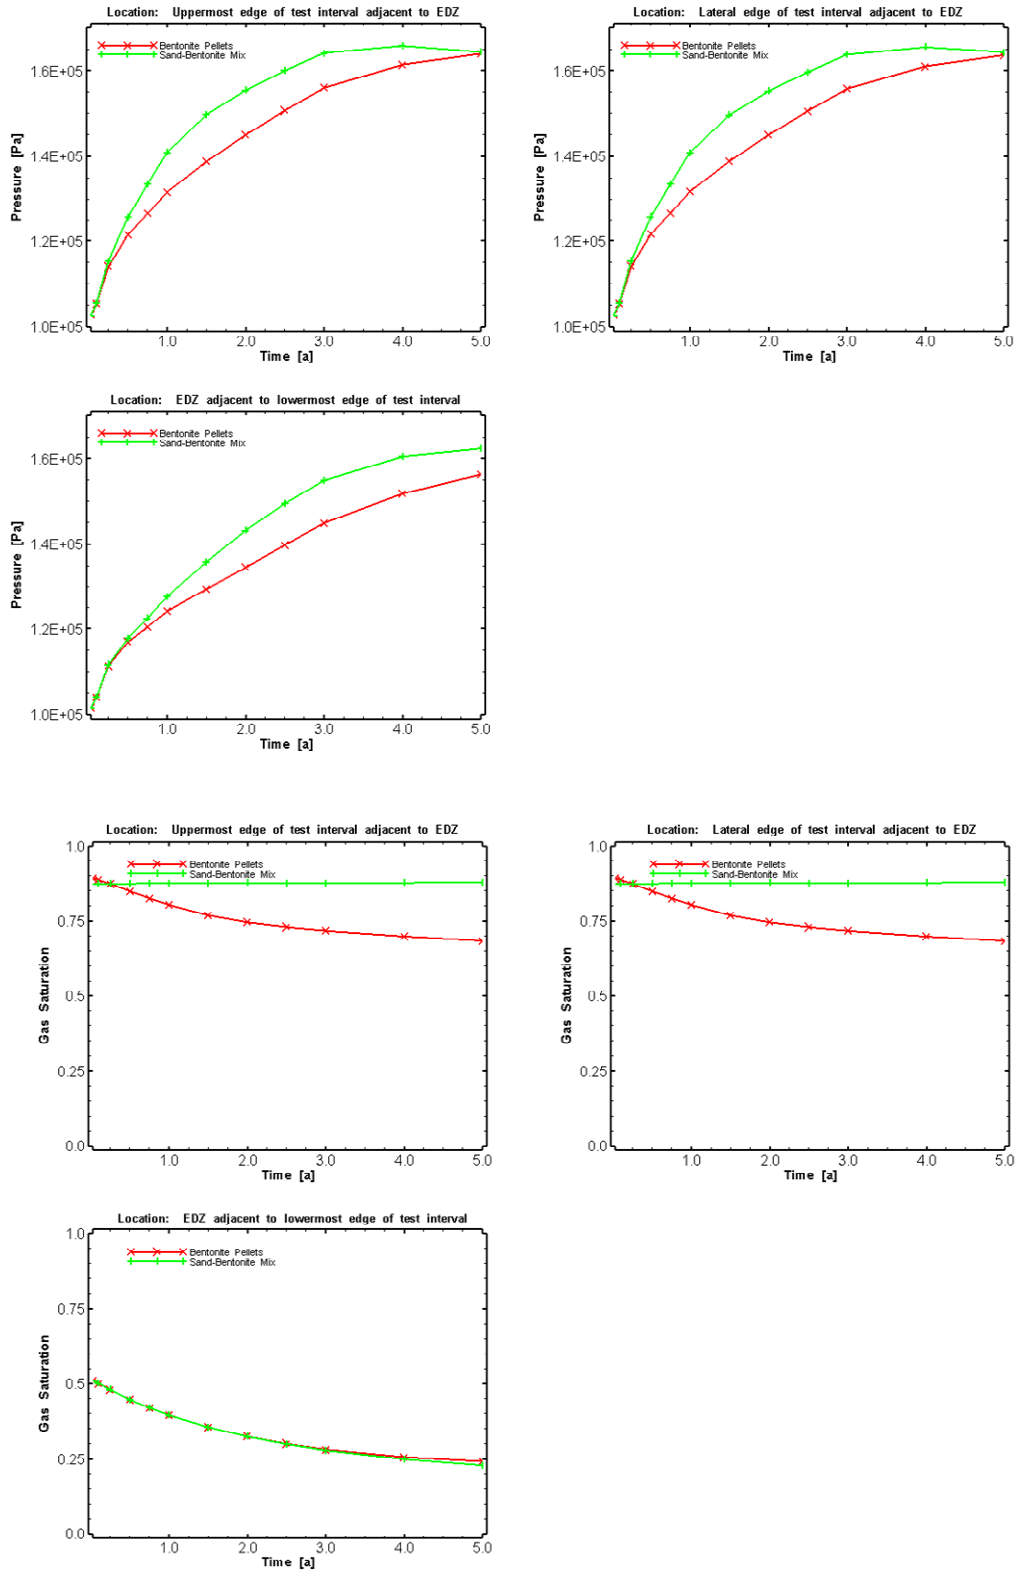 Location: Uppermost edge of test interval adjacent to EDZ
Bentonite Pellets
Sand-Bentonite Mix
1.6E+05
1.4E+05
1.2E+05
1.0E+05
Pressure [Pa]
1.0 2.0 3.0 4.0 5.0
Time [a]
Location: Lateral edge of test interval adjacent to EDZ
Bentonite Pellets
Sand-Bentonite Mix
1.6E+05
1.4E+05
1.2E+05
1.0E+05
Pressure [Pa]
1.0 2.0 3.0 4.0 5.0
Time [a]
Location: EDZ adjacent to lowermost edge of test interval
Bentonite Pellets
Sand-Bentonite Mix
1.6E+05
1.4E+05
1.2E+05
1.0E+05
Pressure [Pa]
1.0 2.0 3.0 4.0 5.0
Time [a]
Location: Uppermost edge of test interval adjacent to EDZ
Bentonite Pellets
Sand-Bentonite Mix
1.0
0.75
0.5
0.25
0.0
Gas Saturation
1.0 2.0 3.0 4.0 5.0
Time [a]
Location: Lateral edge of test interval adjacent to EDZ
Bentonite Pellets
Sand-Bentonite Mix
1.0
0.75
0.5
0.25
0.0
Gas Saturation
1.0 2.0 3.0 4.0 5.0
Time [a]
Location: EDZ adjacent to lowermost edge of test interval
Bentonite Pellets
Sand-Bentonite Mix
1.0
0.75
0.5
0.25
0.0
Gas Saturation
1.0 2.0 3.0 4.0 5.0
Time [a]